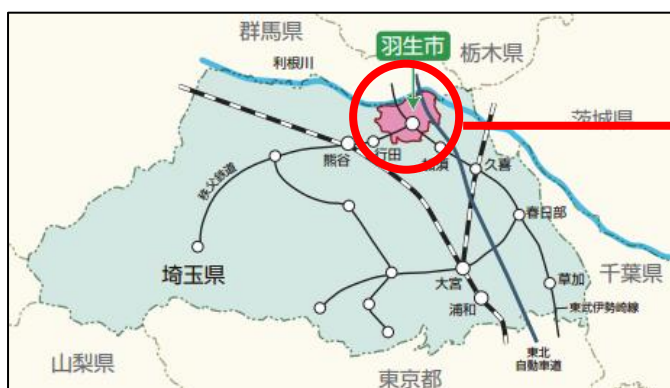 群馬県
羽生市
栃木県
利根川
茨城県
熊谷
行田
加須
久喜
秩父鉄道
春日部
埼玉県
大宮
千葉県
草加
浦和
東武伊勢崎線
東北
自動車道
山梨県
東京都